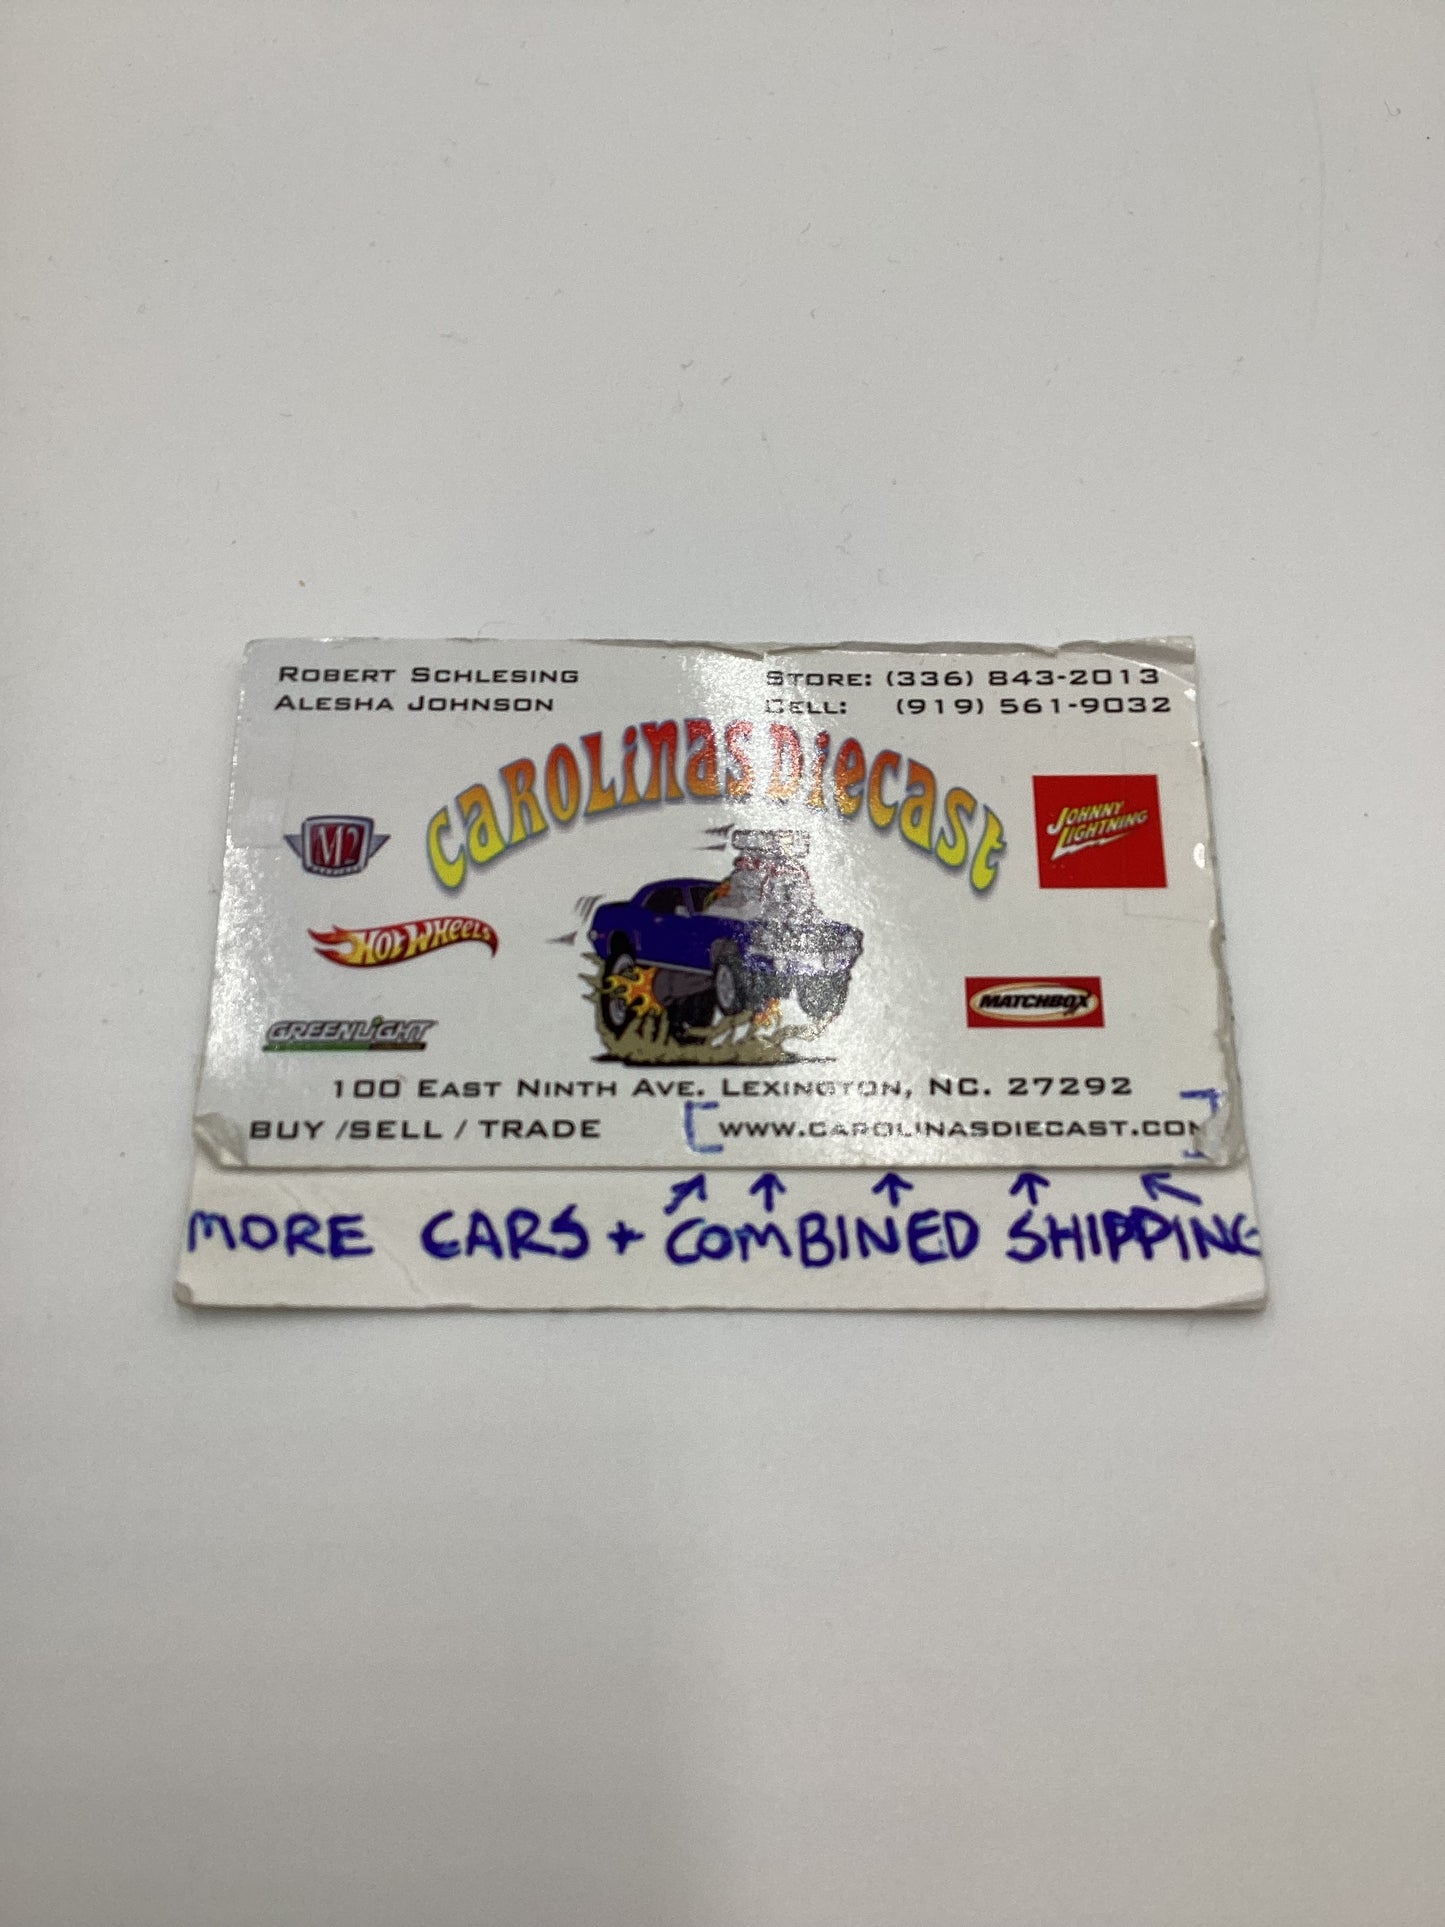 ROBERT SCHLESING
ALESHA JOHNSON
STORE: (336) 843-2013
CELL: (919) 561-9032
CAROLINAS DIECAST
M2
JOHNNY
LIGHTNING
HOT WHEELS
MATCHBOX
GREENLIGHT
100 EAST NINTH AVE. LEXINGTON, NC. 27292
BUY /SELL / TRADE
WWW.CAROLINASDIECAST.COM
MORE CARS + COMBINED SHIPPING